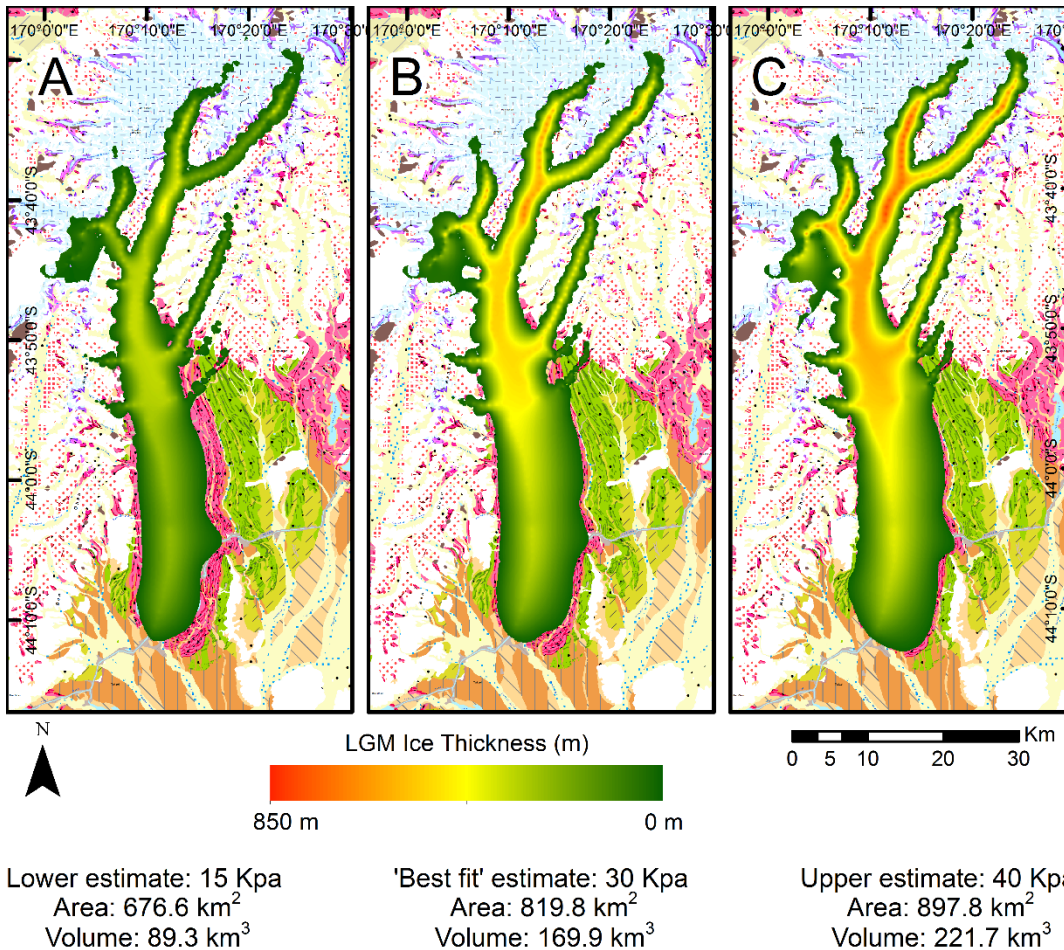 170°0'0"E 170°10'0"E 170°20'0"E 170°30'0"E 170°10'0"E 170°20'0"E 170°30'0"E 170°10'0"E 170°20'0"E
A B C
43°40'0"S 43°40'0"S
43°50'0"S 43°50'0"S
44°0'0"S 44°0'0"S
44°10'0"S 44°10'0"S
N
LGM Ice Thickness (m)
850 m 0 m
Km
0 5 10 20 30
Lower estimate: 15 Kpa
Area: 676.6 km²
Volume: 89.3 km³
'Best fit' estimate: 30 Kpa
Area: 819.8 km²
Volume: 169.9 km³
Upper estimate: 40 Kpa
Area: 897.8 km²
Volume: 221.7 km³